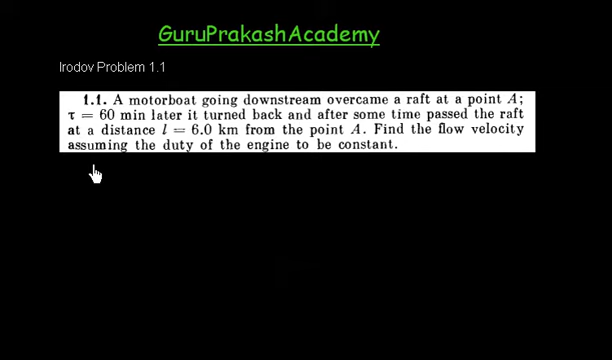 GuruPrakashAcademy
Irodov Problem 1.1
1.1. A motorboat going downstream overcame a raft at a point A;
τ = 60 min later it turned back and after some time passed the raft
at a distance l = 6.0 km from the point A. Find the flow velocity
assuming the duty of the engine to be constant.